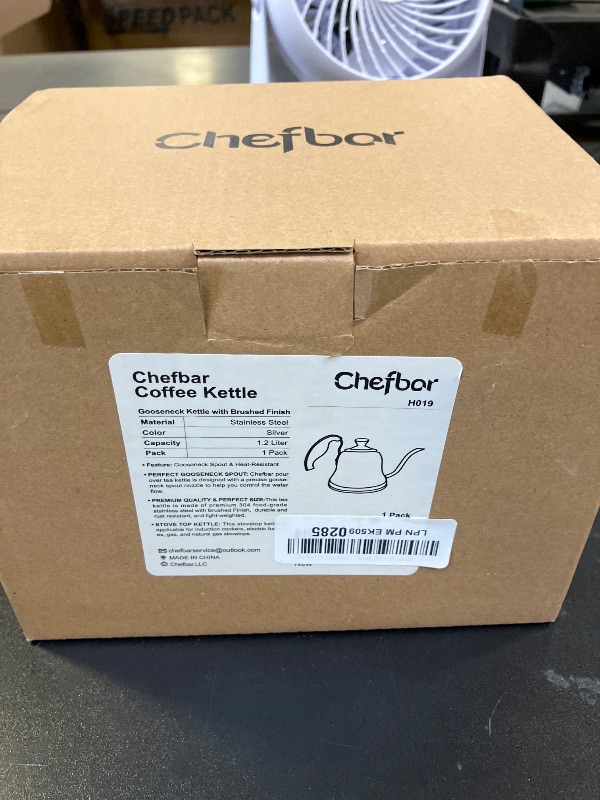 SPEED PACK
Chefbar
Chefbar
Coffee Kettle
Chefbar
H019
Gooseneck Kettle with Brushed Finish
Material Stainless Steel
Color Silver
Capacity 1.2 Liter
Pack 1 Pack
• Feature: Gooseneck Spout & Heat-Resistant
• PERFECT GOOSENECK SPOUT: Chefbar pour
over tea kettle is designed with a precise goose-
neck spout nozzle to help you control the water
flow.
• PREMIUM QUALITY & PERFECT SIZE:This tea
kettle is made of premium 304 food-grade
stainless steel with Brushed Finish, durable and
rust resistant, and light-weighted.
• STOVE TOP KETTLE: This stovetop kettl
applicable for induction cookers, electric fu
es, gas, and natural gas stovetops.
1 Pack
LPN PM EK509 0285
chefbarservice@outlook.com
MADE IN CHINA
© Chefbar.LLC